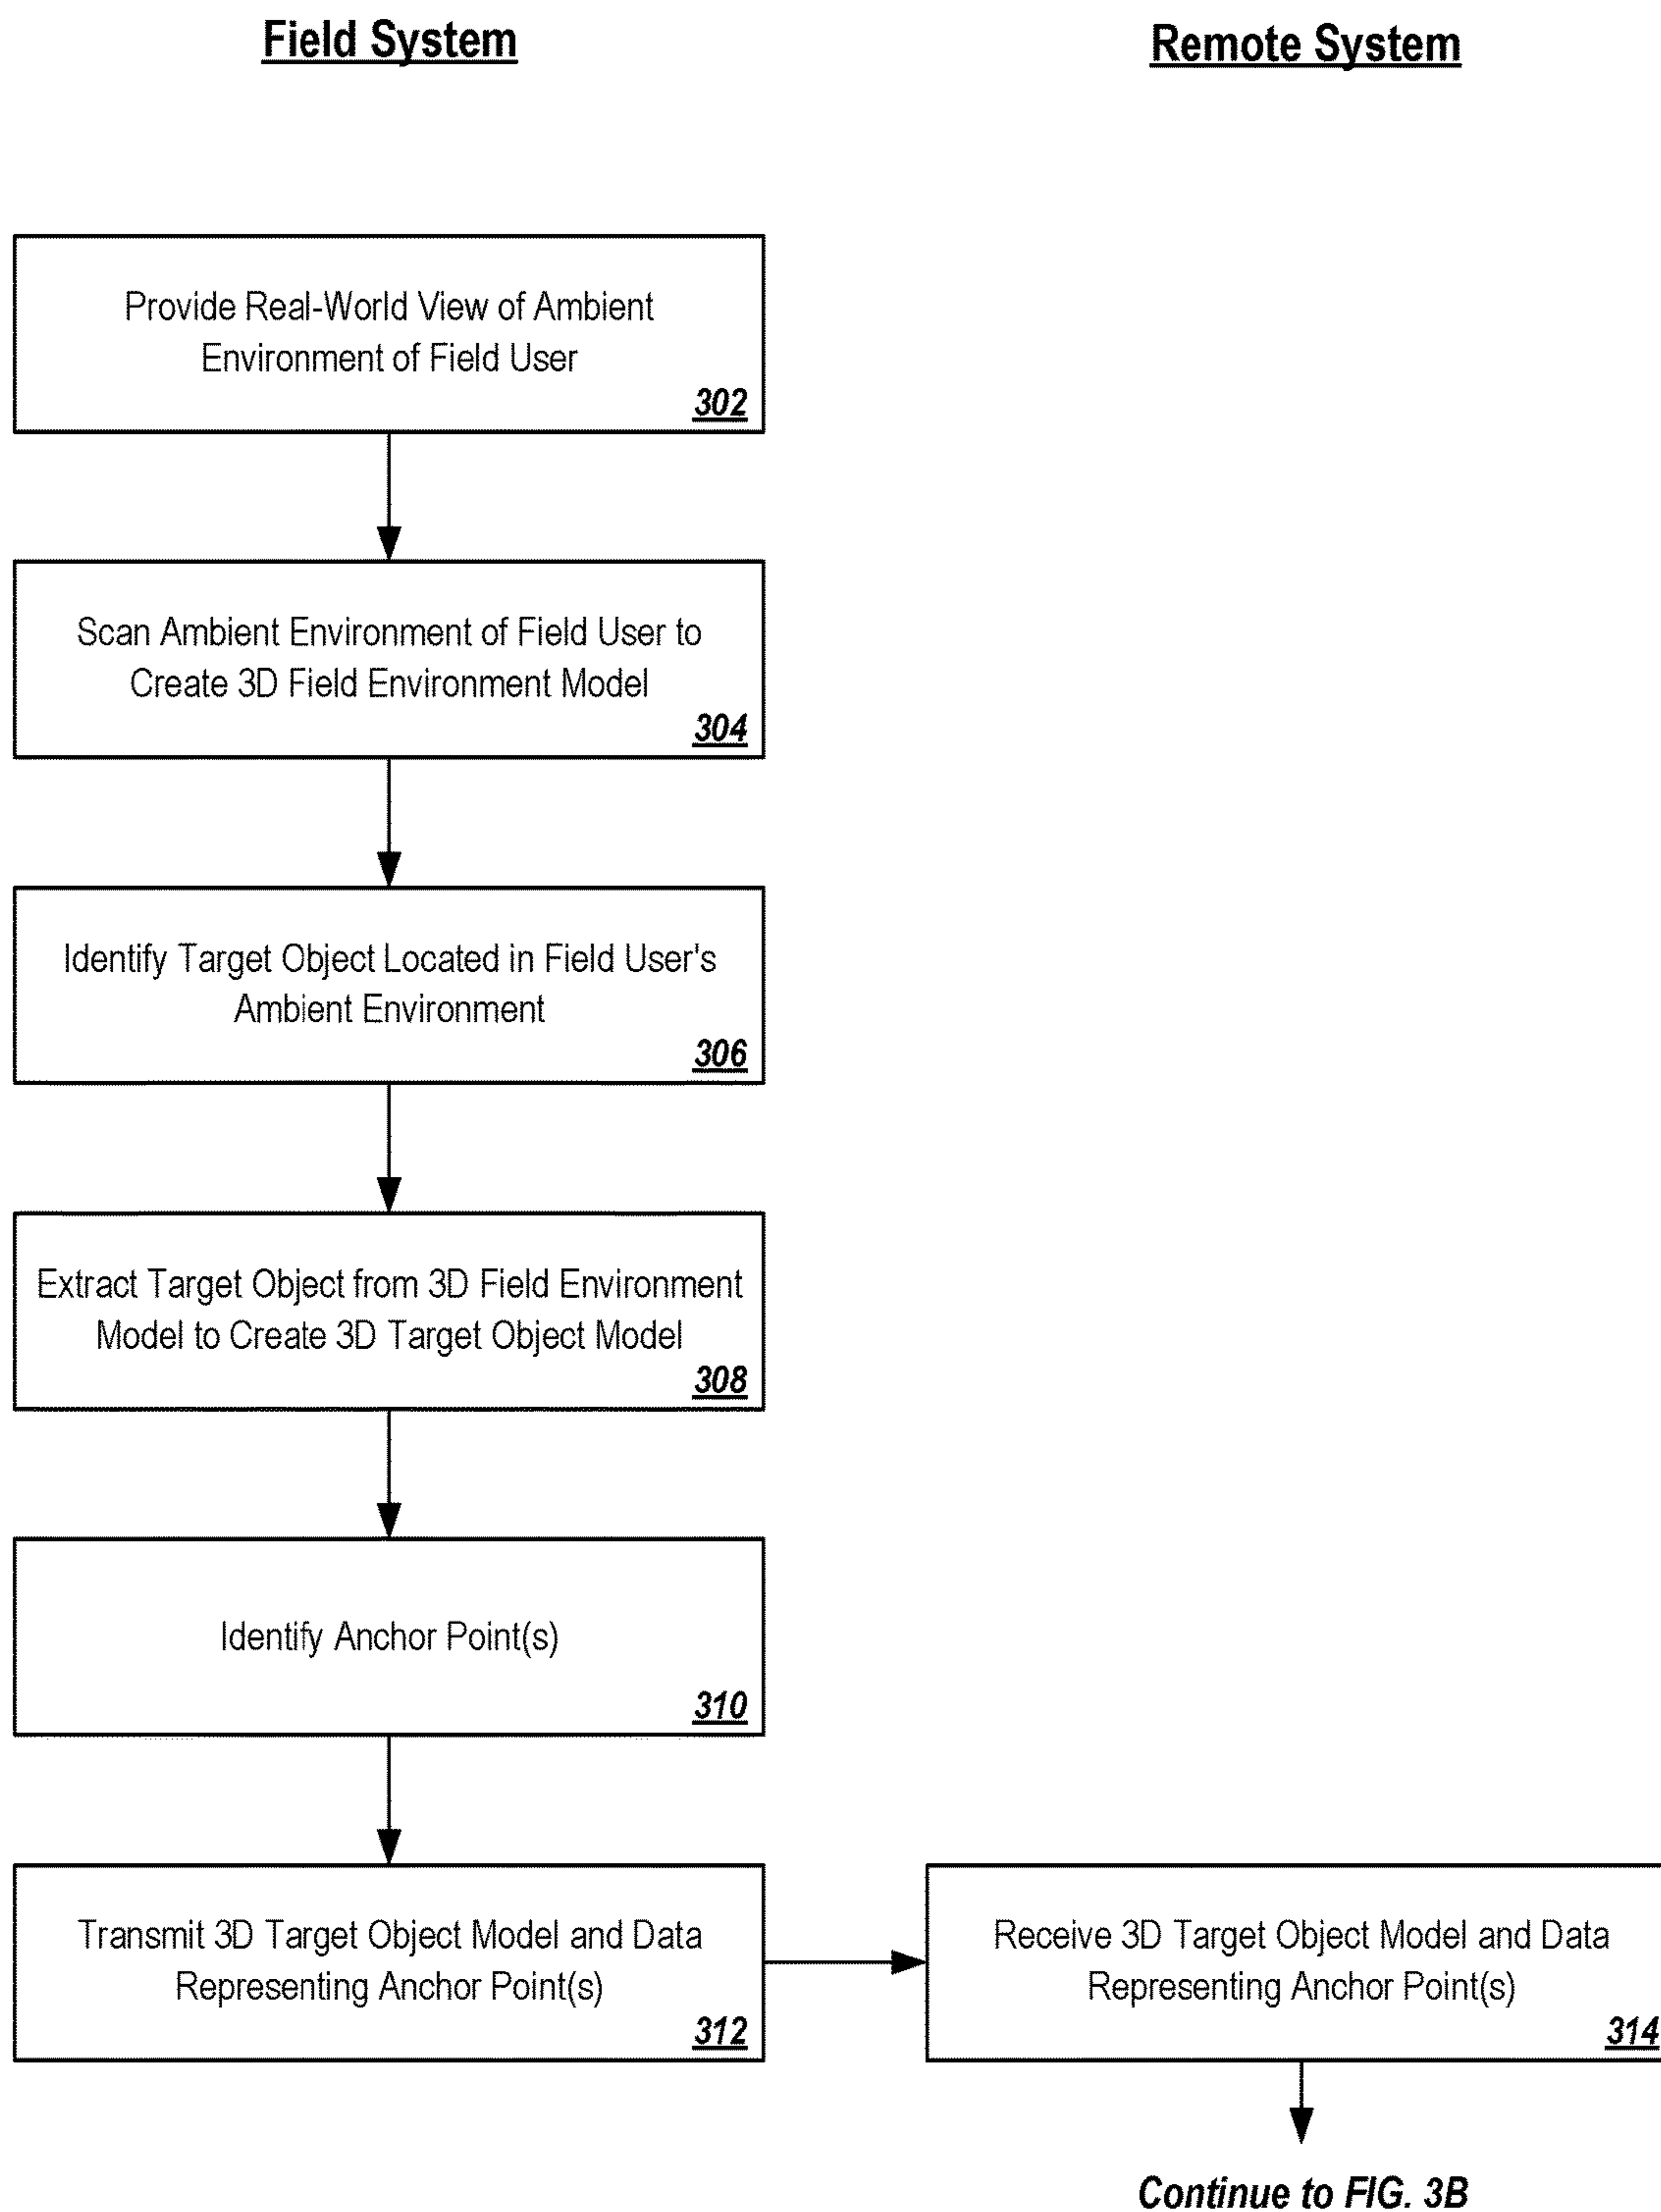 Field System
Remote System
Provide Real-World View of Ambient
Environment of Field User
302
Scan Ambient Environment of Field User to
Create 3D Field Environment Model
304
Identify Target Object Located in Field User's
Ambient Environment
306
Extract Target Object from 3D Field Environment
Model to Create 3D Target Object Model
308
Identify Anchor Point(s)
310
Transmit 3D Target Object Model and Data
Representing Anchor Point(s)
312
Receive 3D Target Object Model and Data
Representing Anchor Point(s)
314
Continue to FIG. 3B